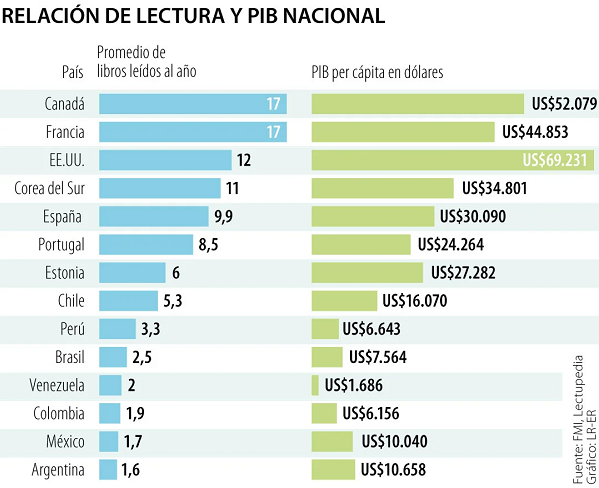 RELACIÓN DE LECTURA Y PIB NACIONAL
País
Promedio de
libros leídos al año
PIB per cápita en dólares
Canadá 17 US$52.079
Francia 17 US$44.853
EE.UU. 12 US$69.231
Corea del Sur 11 US$34.801
España 9,9 US$30.090
Portugal 8,5 US$24.264
Estonia 6 US$27.282
Chile 5,3 US$16.070
Perú 3,3 US$6.643
Brasil 2,5 US$7.564
Venezuela 2 US$1.686
Colombia 1,9 US$6.156
México 1,7 US$10.040
Argentina 1,6 US$10.658
Fuente: FMI, Lectupedia
Gráfico: LR-ER